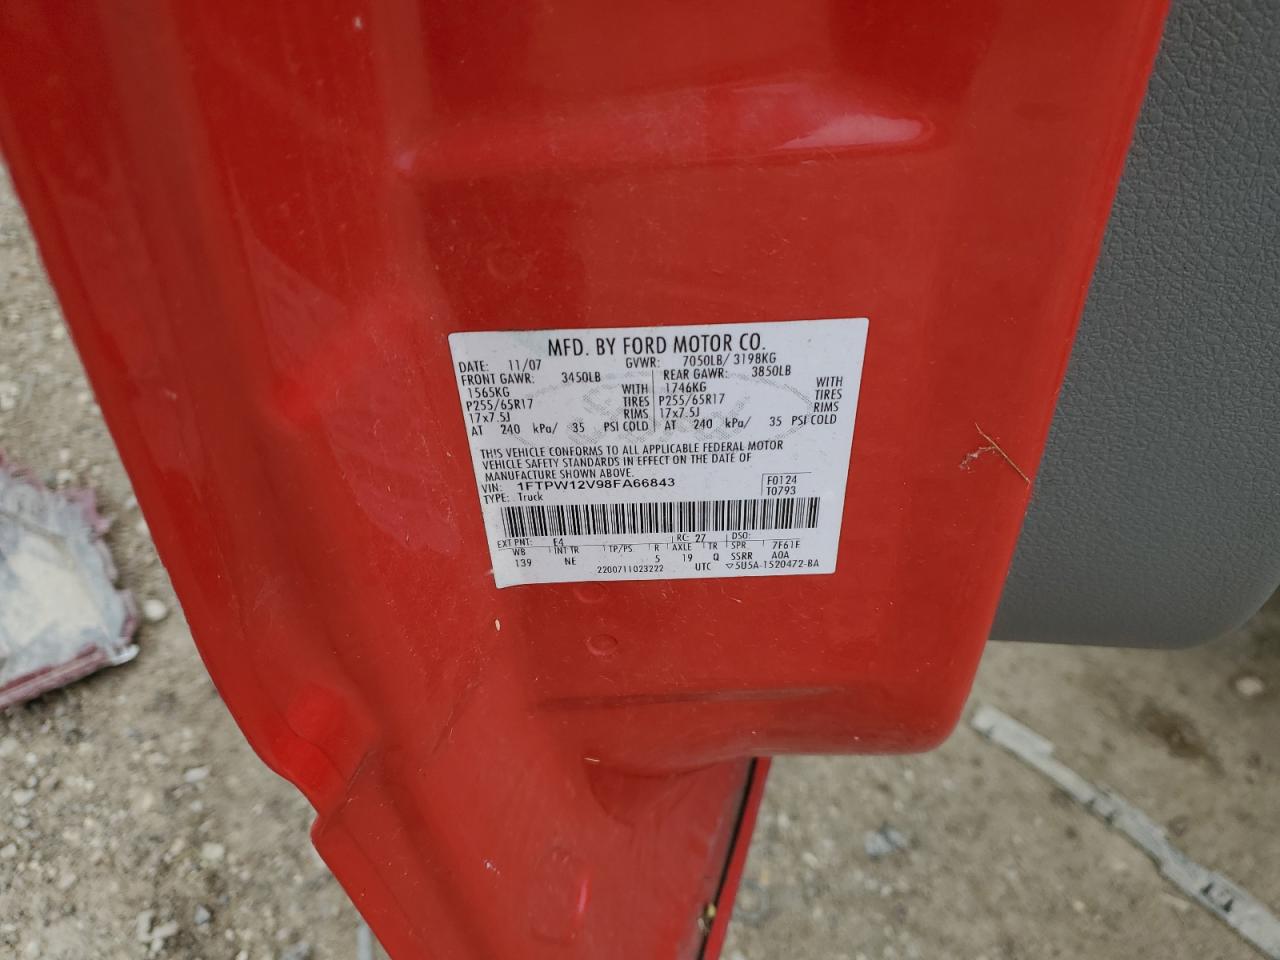 MFD. BY FORD MOTOR CO.
DATE: 11/07 GVWR: 7050LB/ 3198KG
FRONT GAWR: 3450LB REAR GAWR: 3850LB
1565KG WITH 1746KG WITH
P255/65R17 TIRES P255/65R17 TIRES
17x7.5J RIMS 17x7.5J RIMS
AT 240 kPa/ 35 PSI COLD AT 240 kPa/ 35 PSI COLD
THIS VEHICLE CONFORMS TO ALL APPLICABLE FEDERAL MOTOR
VEHICLE SAFETY STANDARDS IN EFFECT ON THE DATE OF
MANUFACTURE SHOWN ABOVE.
VIN: 1FTPW12V98FA66843 F0124
TYPE: Truck T0793
EXT PNT: E4 RC: 27 DSO:
WB INT TR TP/PS R AXLE TR SPR 7F61E
139 NE 5 19 Q SSRR A0A
2200711023222 UTC ▽5U5A-1520472-BA